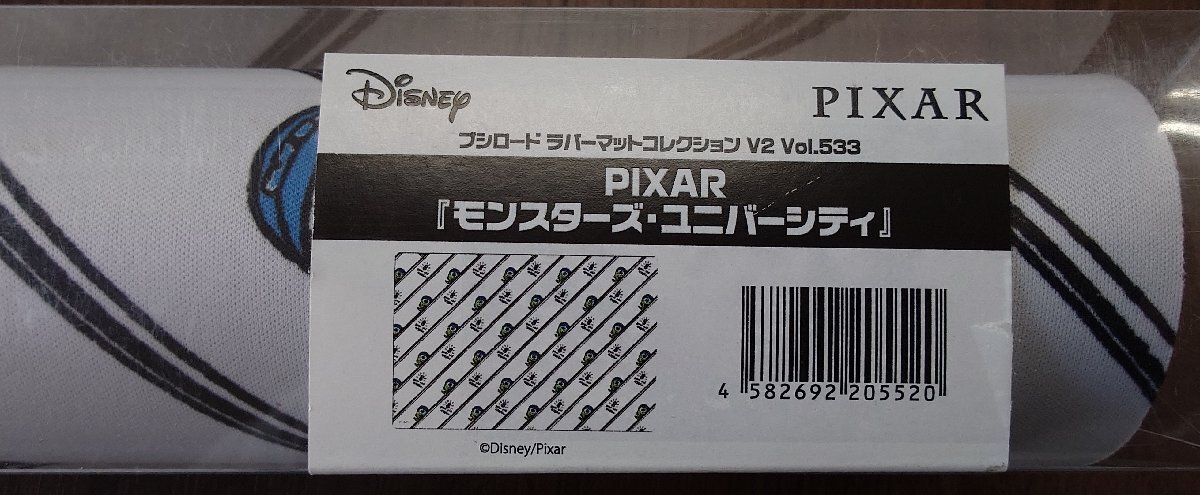 Disney
PIXAR
ブシロード ラバーマットコレクション V2 Vol.533
PIXAR
『モンスターズ・ユニバーシティ』
4 582692 205520
©Disney/Pixar